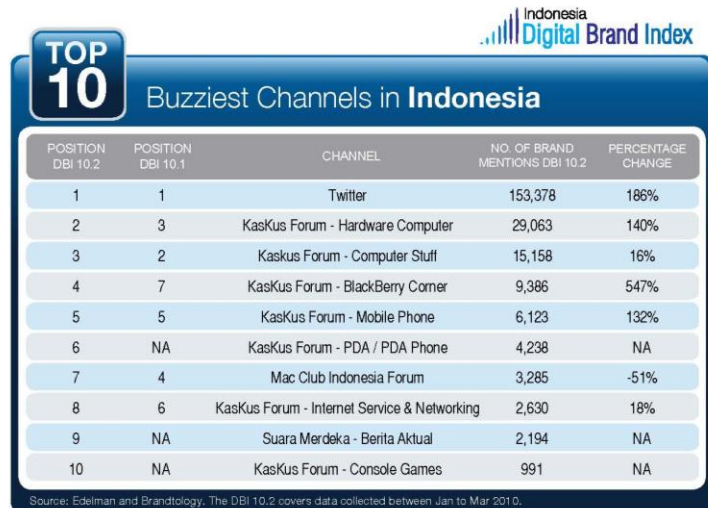 Indonesia
Digital Brand Index
TOP
10
Buzziest Channels in Indonesia
POSITION DBI 10.2 POSITION DBI 10.1 CHANNEL NO. OF BRAND MENTIONS DBI 10.2 PERCENTAGE CHANGE
1 1 Twitter 153,378 186%
2 3 KasKus Forum - Hardware Computer 29,063 140%
3 2 Kaskus Forum - Computer Stuff 15,158 16%
4 7 KasKus Forum - BlackBerry Corner 9,386 547%
5 5 KasKus Forum - Mobile Phone 6,123 132%
6 NA KasKus Forum - PDA / PDA Phone 4,238 NA
7 4 Mac Club Indonesia Forum 3,285 -51%
8 6 KasKus Forum - Internet Service & Networking 2,630 18%
9 NA Suara Merdeka - Berita Aktual 2,194 NA
10 NA KasKus Forum - Console Games 991 NA
Source: Edelman and Brandtology. The DBI 10.2 covers data collected between Jan to Mar 2010.